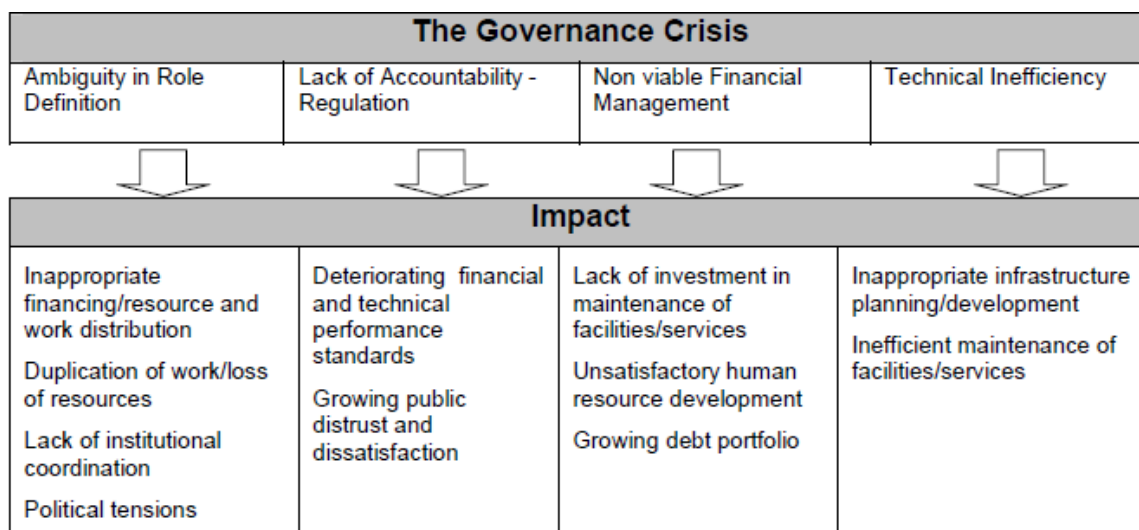 The Governance Crisis
Ambiguity in Role
Definition
Lack of Accountability -
Regulation
Non viable Financial
Management
Technical Inefficiency
Impact
Inappropriate
financing/resource and
work distribution
Duplication of work/loss
of resources
Lack of institutional
coordination
Political tensions
Deteriorating financial
and technical
performance
standards
Growing public
distrust and
dissatisfaction
Lack of investment in
maintenance of
facilities/services
Unsatisfactory human
resource development
Growing debt portfolio
Inappropriate infrastructure
planning/development
Inefficient maintenance of
facilities/services